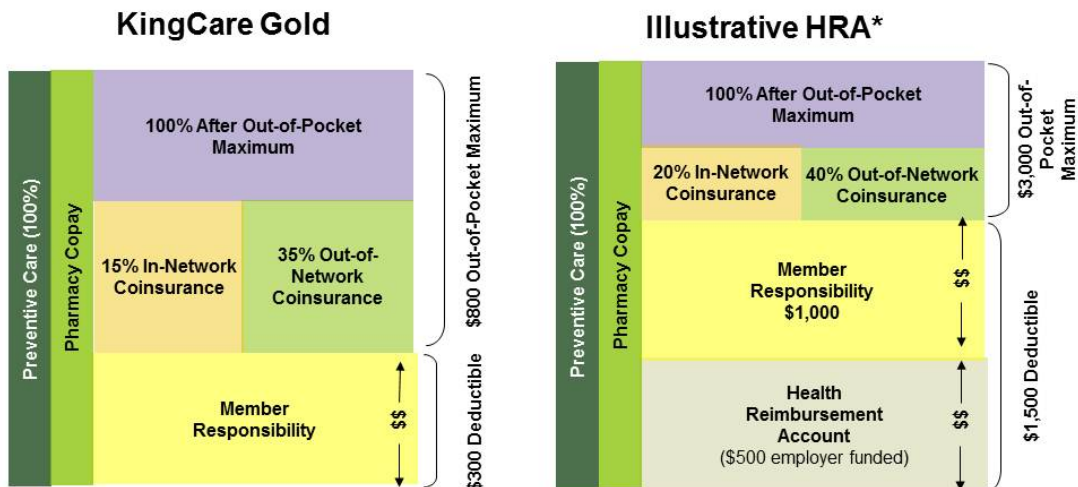 KingCare Gold
Preventive Care (100%)
Pharmacy Copay
100% After Out-of-Pocket
Maximum
15% In-Network
Coinsurance
35% Out-of-
Network
Coinsurance
Member
Responsibility
$$
$800 Out-of-Pocket Maximum
$300 Deductible
Illustrative HRA*
Preventive Care (100%)
Pharmacy Copay
100% After Out-of-Pocket
Maximum
20% In-Network
Coinsurance
40% Out-of-Network
Coinsurance
Member
Responsibility
$1,000
$$
Health
Reimbursement
Account
($500 employer funded)
$$
$3,000 Out-of-
Pocket
Maximum
$1,500 Deductible